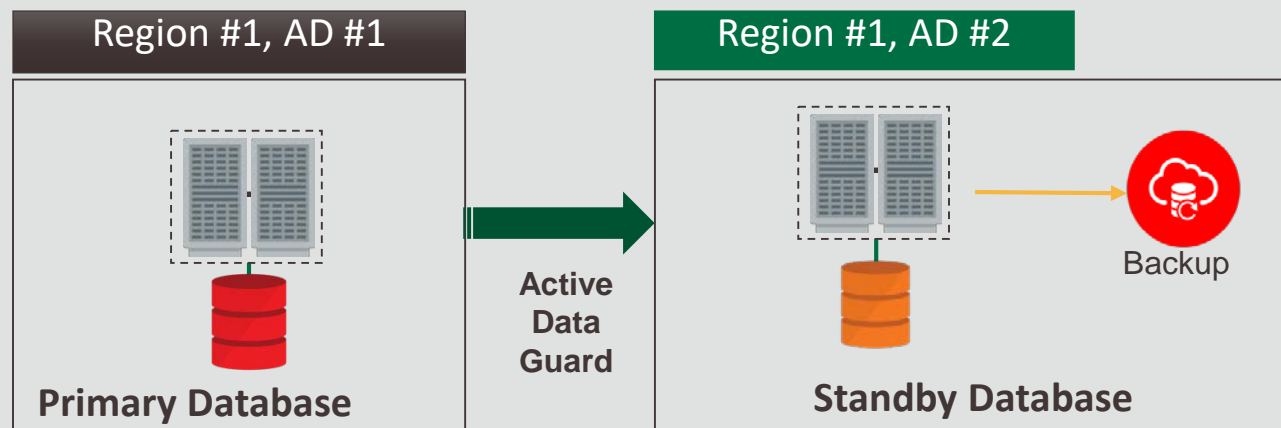 Region #1, AD #1
Region #1, AD #2
Active
Data
Guard
Backup
Primary Database
Standby Database